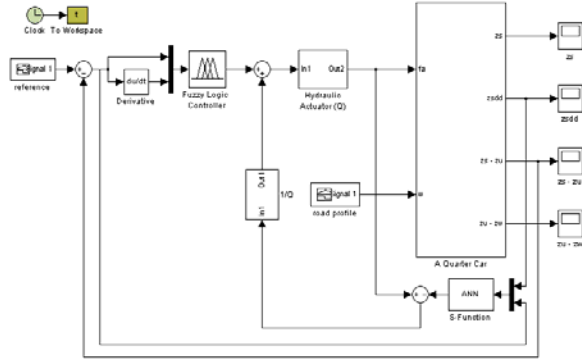 Clock
To Workspace
t
Signal 1
reference
du/dt
Derivative
Fuzzy Logic
Controller
In1
Out2
Hydraulic
Actuator (Q)
fa
zs
zsdd
zs - zu
zu - zw
w
A Quarter Car
zs
zsdd
zs - zu
zu - zw
Out1
In1
1/Q
Signal 1
road profile
ANN
S-Function